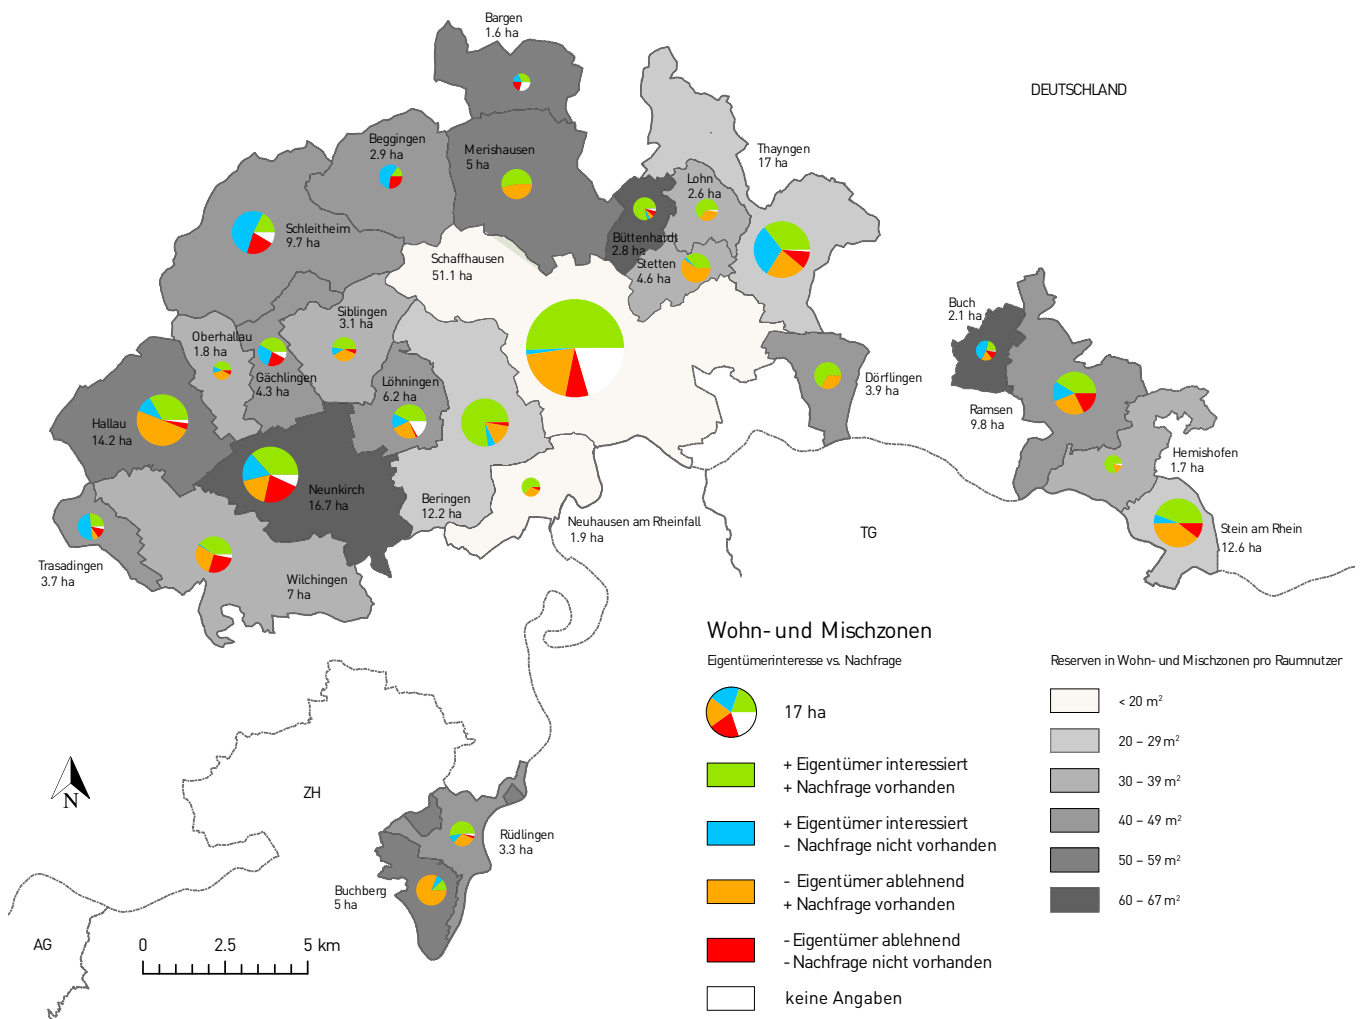 Bargen
1.6 ha
DEUTSCHLAND
Beggingen
2.9 ha
Merishausen
5 ha
Thayngen
17 ha
Lohn
2.6 ha
Schleitheim
9.7 ha
Büttenhardt
2.8 ha
Schaffhausen
51.1 ha
Stetten
4.6 ha
Buch
2.1 ha
Siblingen
3.1 ha
Oberhallau
1.8 ha
Gächlingen
4.3 ha
Löhningen
6.2 ha
Dörflingen
3.9 ha
Ramsen
9.8 ha
Hallau
14.2 ha
Hemishofen
1.7 ha
Neunkirch
16.7 ha
Beringen
12.2 ha
Neuhausen am Rheinfall
1.9 ha
TG
Stein am Rhein
12.6 ha
Trasadingen
3.7 ha
Wilchingen
7 ha
Wohn- und Mischzonen
Eigentümerinteresse vs. Nachfrage
17 ha
+ Eigentümer interessiert
+ Nachfrage vorhanden
+ Eigentümer interessiert
- Nachfrage nicht vorhanden
- Eigentümer ablehnend
+ Nachfrage vorhanden
- Eigentümer ablehnend
- Nachfrage nicht vorhanden
keine Angaben
Reserven in Wohn- und Mischzonen pro Raumnutzer
< 20 m²
20 – 29 m²
30 – 39 m²
40 – 49 m²
50 – 59 m²
60 – 67 m²
N
ZH
Rüdlingen
3.3 ha
Buchberg
5 ha
AG
0 2.5 5 km